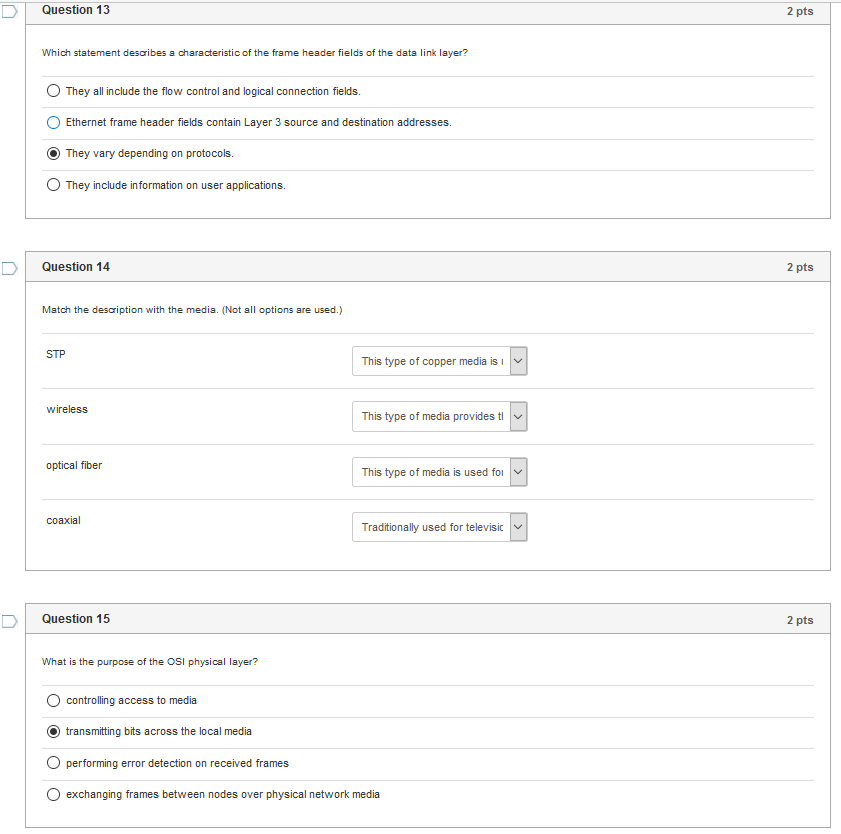 Question 13
2 pts
Which statement describes a characteristic of the frame header fields of the data link layer?
They all include the flow control and logical connection fields.
Ethernet frame header fields contain Layer 3 source and destination addresses.
They vary depending on protocols.
They include information on user applications.
Question 14
2 pts
Match the description with the media. (Not all options are used.)
STP
This type of copper media is
wireless
This type of media provides
optical fiber
This type of media is used
coaxial
Traditionally used for
Question 15
2 pts
What is the purpose of the OSI physical layer?
controlling access to media
transmitting bits across the local media
performing error detection on received frames
exchanging frames between nodes over physical network media